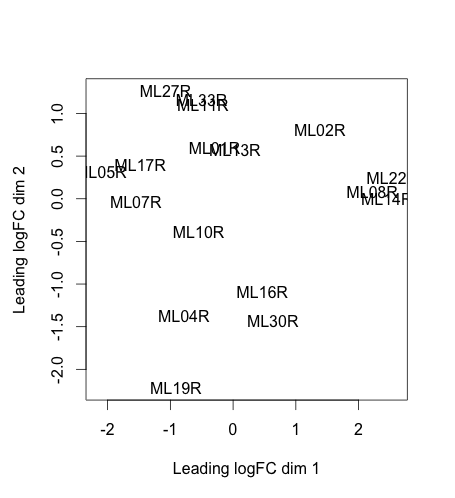 ML27R
ML33R
ML11R
ML02R
ML01R
ML13R
ML17R
ML05R
ML22
ML08R
ML14R
ML07R
ML10R
ML16R
ML04R
ML30R
ML19R
1.0
0.5
0.0
-0.5
-1.0
-1.5
-2.0
Leading logFC dim 2
-2 -1 0 1 2
Leading logFC dim 1